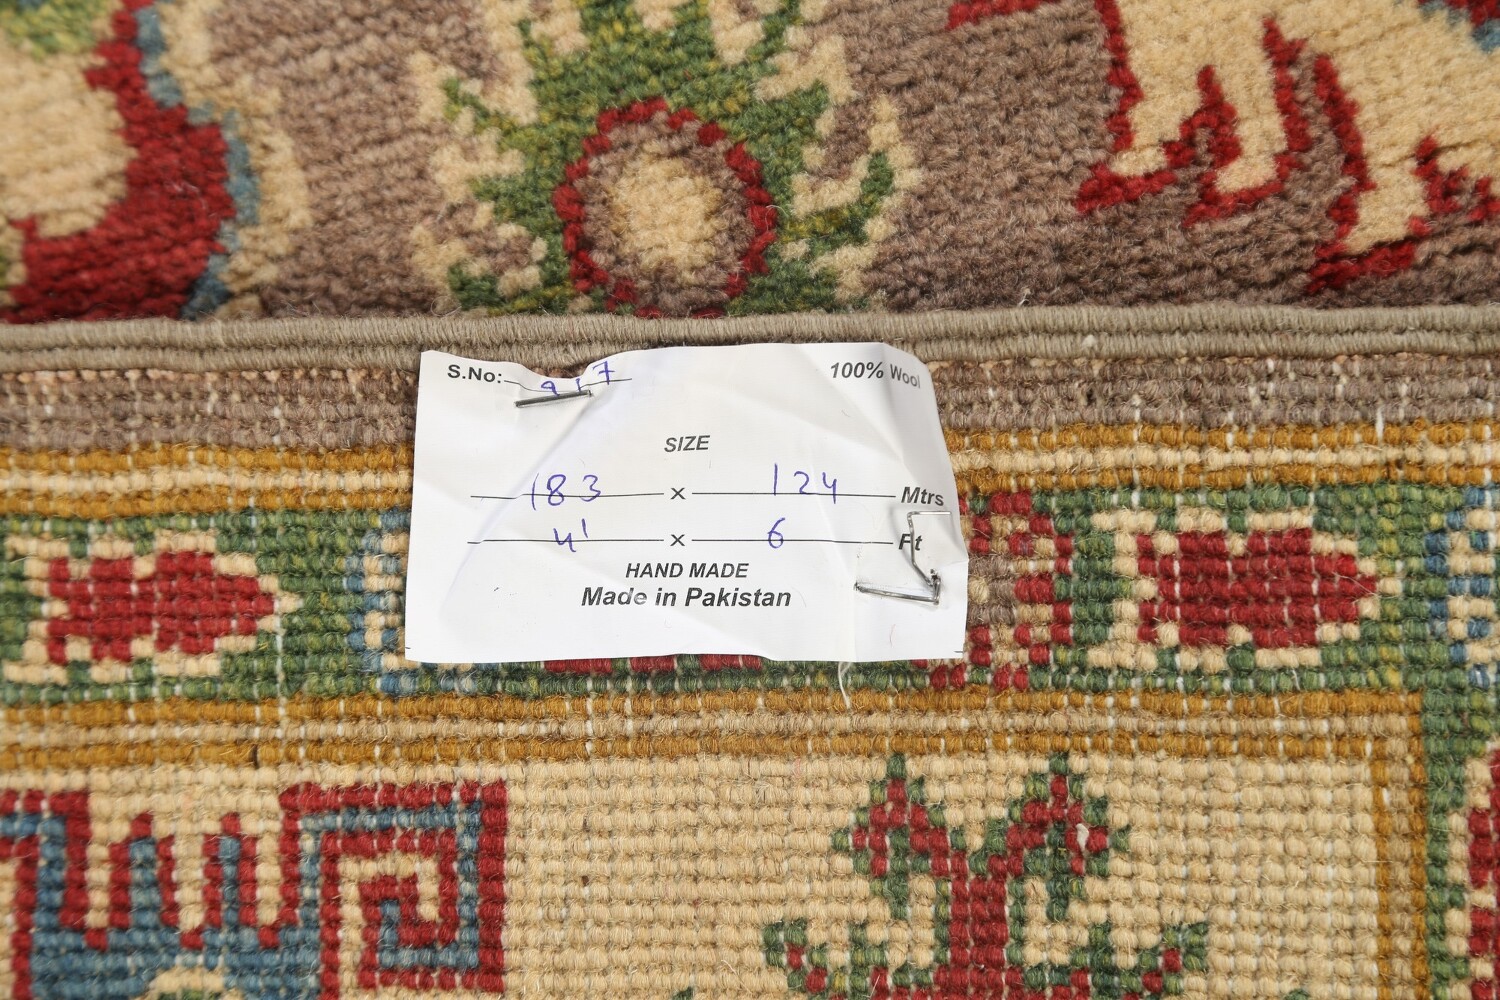 S.No: 917 100% Wool
SIZE
183 x 124 Mtrs
4' x 6 Ft
HAND MADE
Made in Pakistan